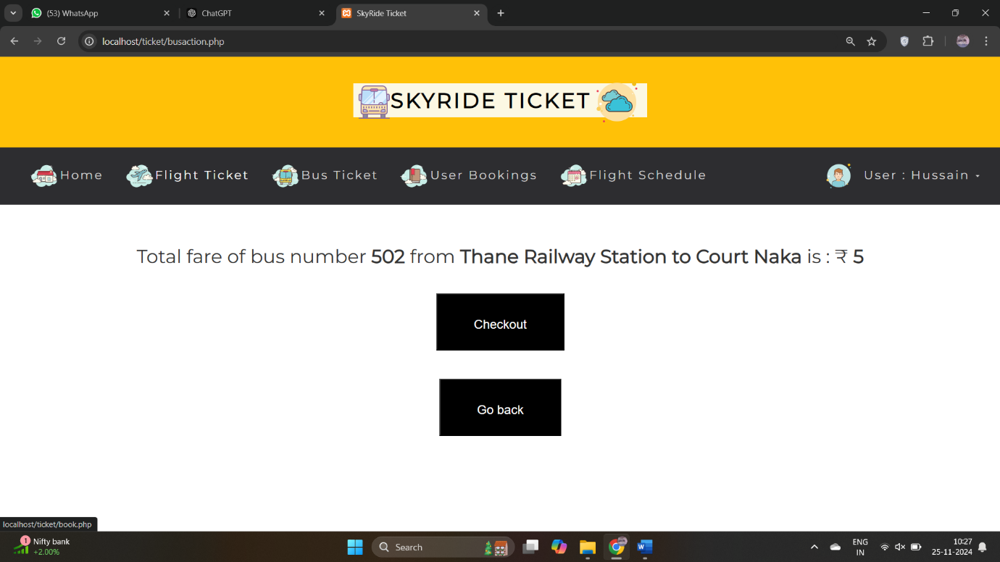 (53) WhatsApp
ChatGPT
SkyRide Ticket
localhost/ticket/busaction.php
SKYRIDE TICKET
Home
Flight Ticket
Bus Ticket
User Bookings
Flight Schedule
User : Hussain
Total fare of bus number 502 from Thane Railway Station to Court Naka is : ₹ 5
Checkout
Go back
localhost/ticket/book.php
1
Nifty bank
+2.00%
Search
ENG
IN
10:27
25-11-2024